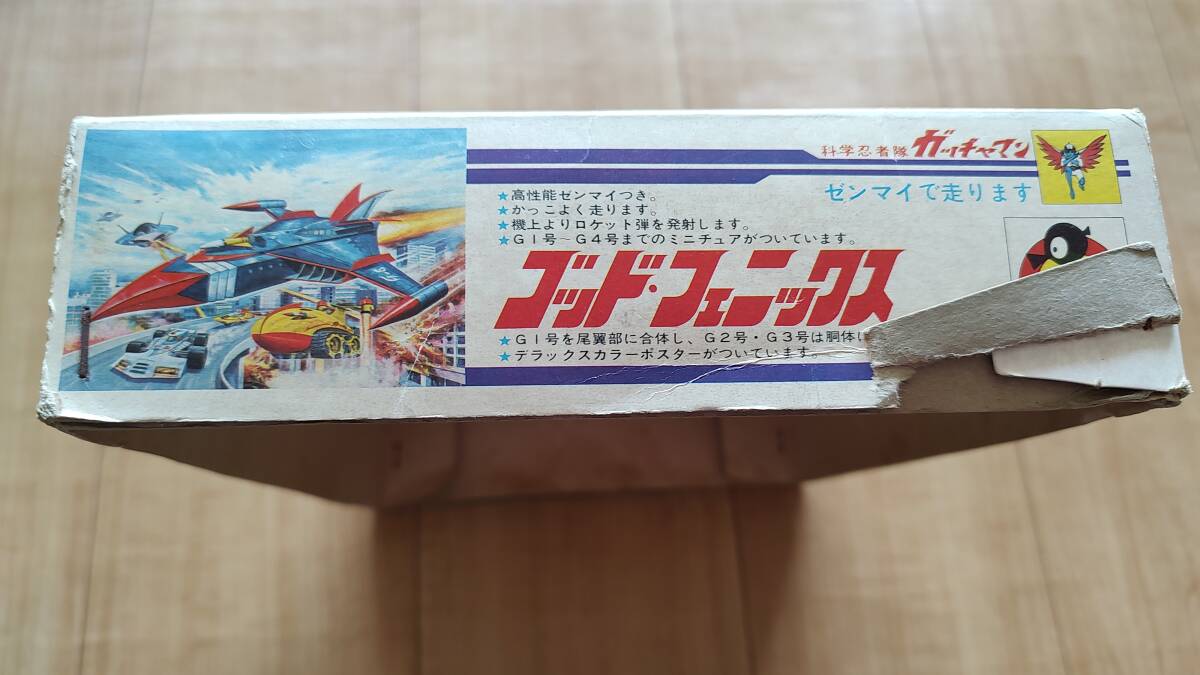 科学忍者隊 ガッチャマン
ゼンマイで走ります
★高性能ゼンマイつき。
★かっこよく走ります。
★機上よりロケット弾を発射します。
★G1号~G4号までのミニチュアがついています。
ゴッド・フェニックス
★G1号を尾翼部に合体し、G2号・G3号は胴体に
★デラックスカラーポスターがついています。